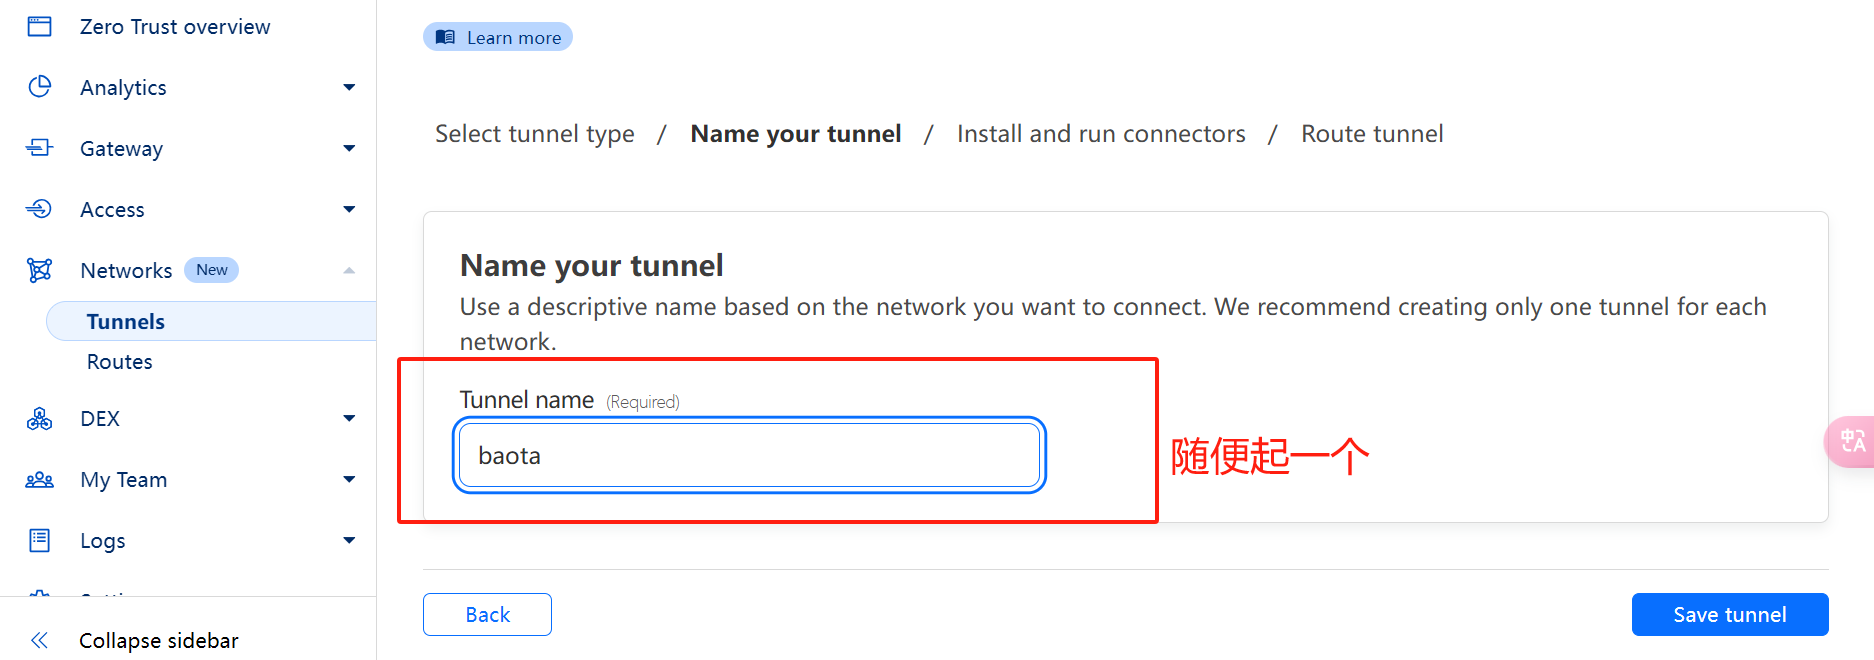 Zero Trust overview
Analytics
Gateway
Access
Networks New
Tunnels
Routes
DEX
My Team
Logs
Collapse sidebar
Learn more
Select tunnel type / Name your tunnel / Install and run connectors / Route tunnel
Name your tunnel
Use a descriptive name based on the network you want to connect. We recommend creating only one tunnel for each
network.
Tunnel name (Required)
baota
随便起一个
中A
Back
Save tunnel